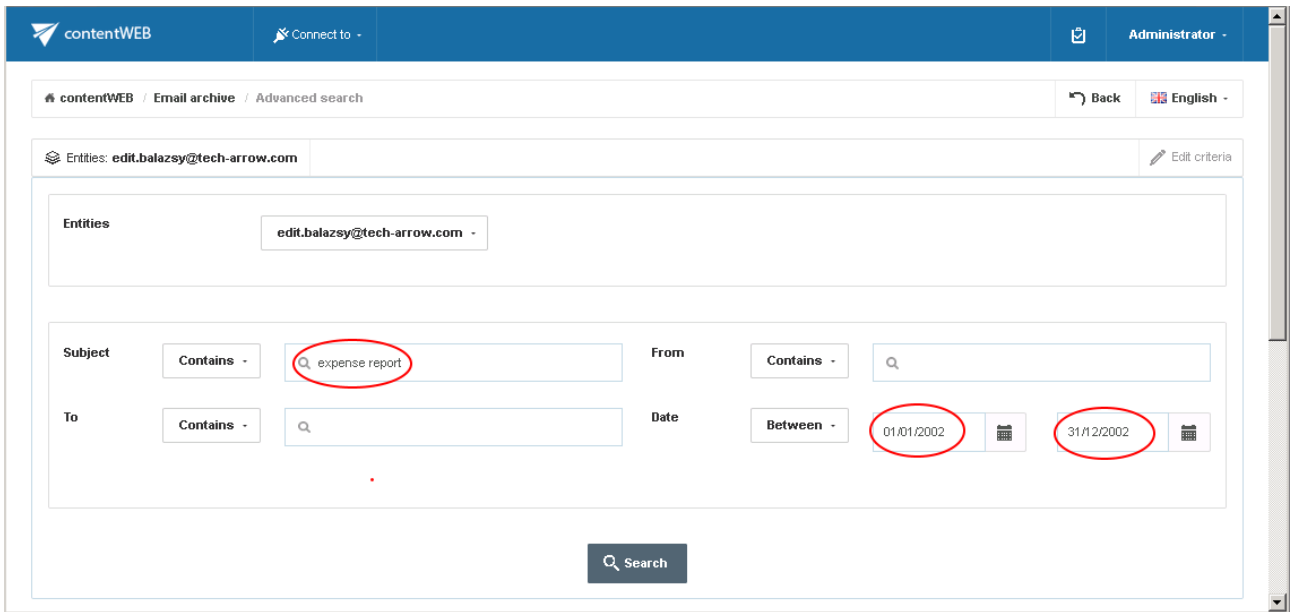 contentWEB Connect to Administrator
contentWEB / Email archive / Advanced search Back English
Entities: edit.balazsy@tech-arrow.com Edit criteria
Entities edit.balazsy@tech-arrow.com
Subject Contains expense report From Contains
To Contains Date Between 01/01/2002 31/12/2002
Search